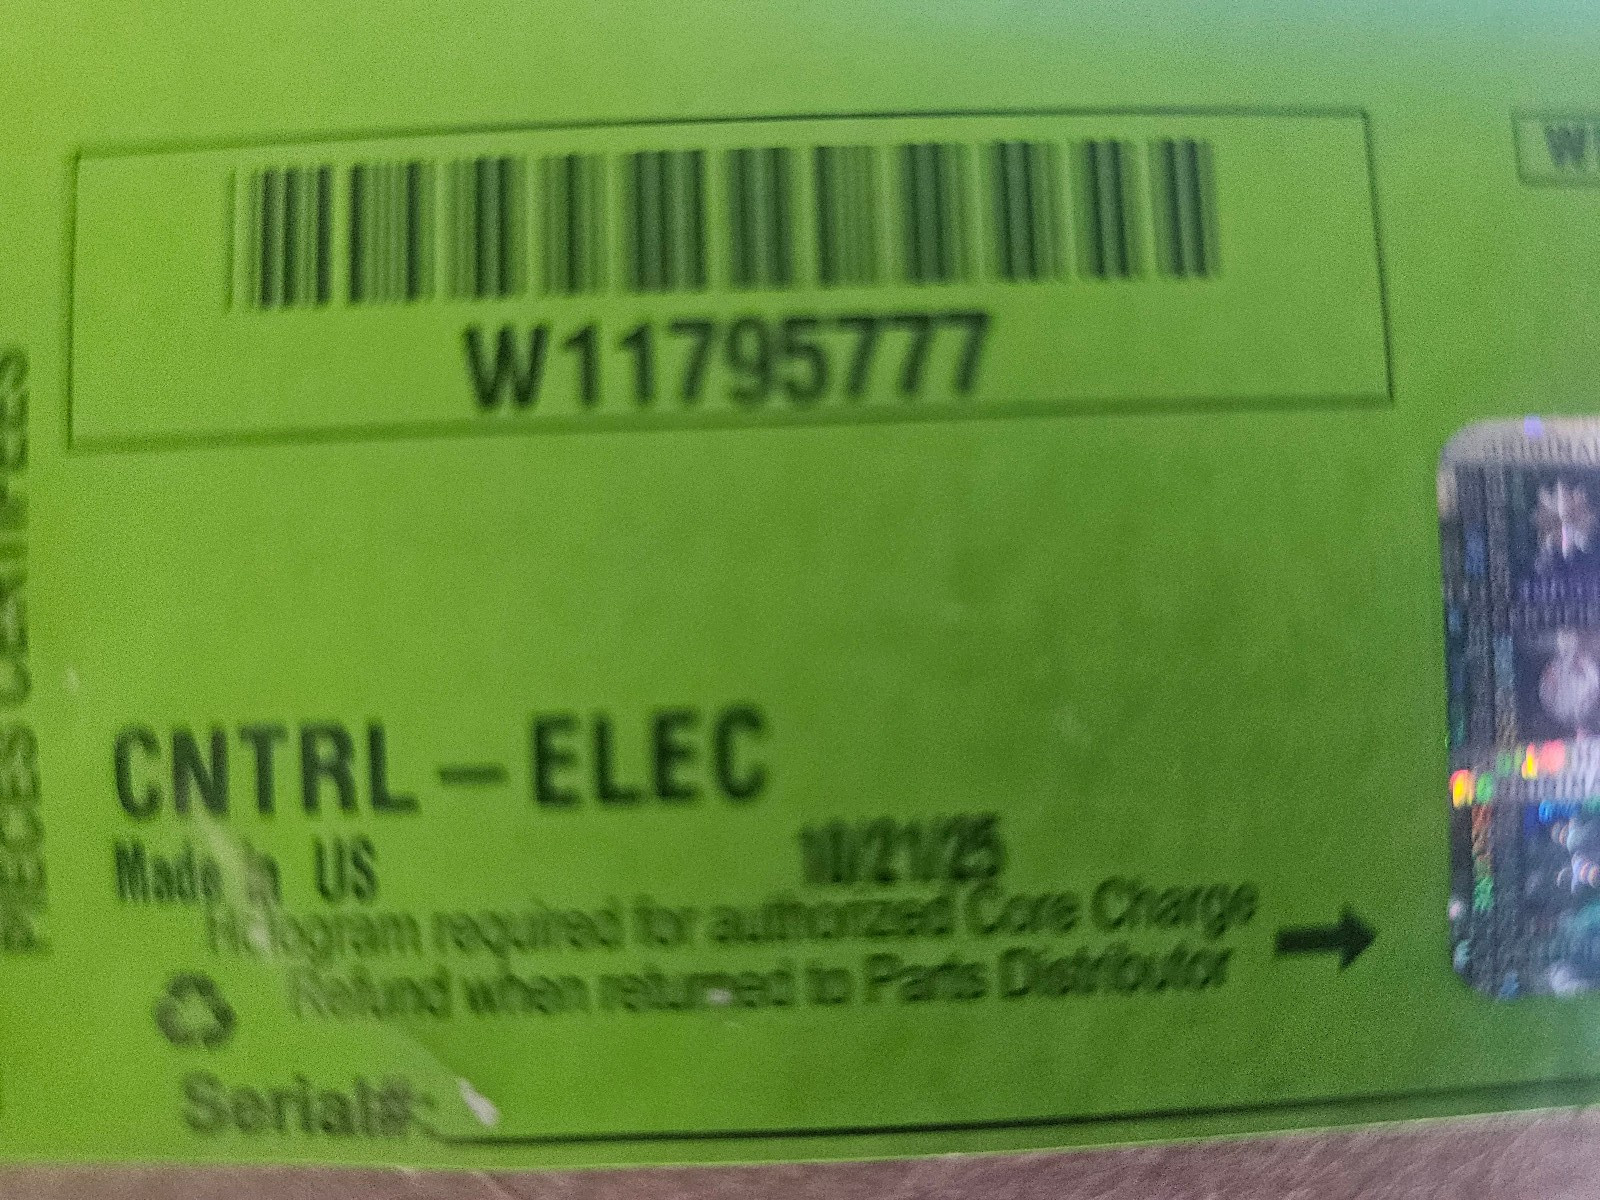 W11795777
CNTRL - ELEC
Made in US
10/21/25
Hologram required for authorized Core Charge
Refund when returned to Parts Distributor
Serial#: